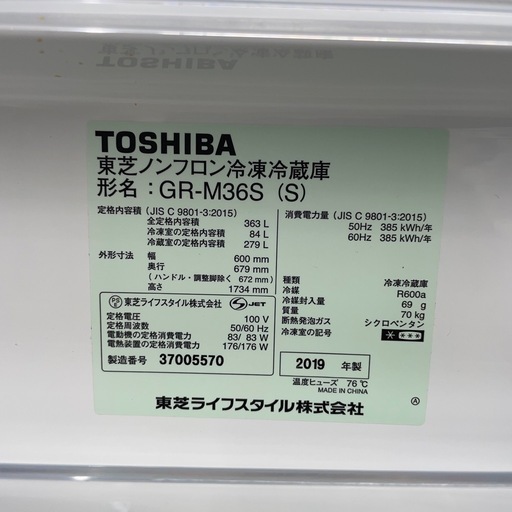 TOSHIBA
東芝ノンフロン冷凍冷蔵庫
形名：GR-M36S (S)
定格内容積 (JIS C 9801-3:2015)
全定格内容積 363 L
冷凍室の定格内容積 84 L
冷蔵室の定格内容積 279 L
外形寸法 幅 600 mm
奥行 679 mm
(ハンドル・調整脚除く 672 mm)
高さ 1734 mm
消費電力量 (JIS C 9801-3:2015)
50Hz 385 kWh/年
60Hz 385 kWh/年
種類 冷凍冷蔵庫
冷媒 R600a
冷媒封入量 69 g
質量 70 kg
断熱発泡ガス シクロペンタン
冷凍室の記号
PS E 東芝ライフスタイル株式会社 S JET
定格電圧 100 V
定格周波数 50/60 Hz
電動機の定格消費電力 83/ 83 W
電熱装置の定格消費電力 176/176 W
製造番号 37005570
2019 年製
温度ヒューズ 76℃
MADE IN CHINA
東芝ライフスタイル株式会社
Ⓐ